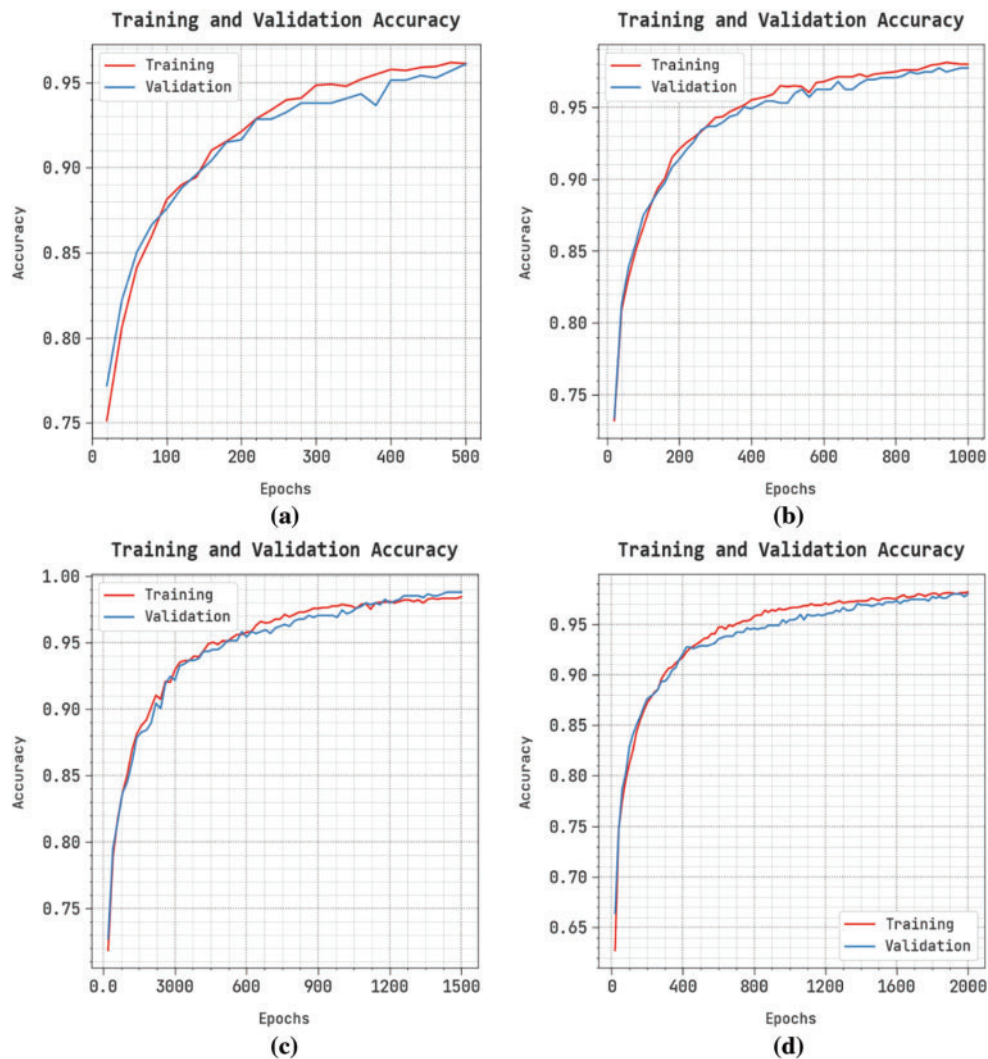 Training and Validation Accuracy
Training
Validation
0.95
0.90
0.85
0.80
0.75
0
100
200
300
400
500
Accuracy
Epochs
(a)
Training and Validation Accuracy
Training
Validation
0.95
0.90
0.85
0.80
0.75
0
200
400
600
800
1000
Accuracy
Epochs
(b)
Training and Validation Accuracy
Training
Validation
1.00
0.95
0.90
0.85
0.80
0.75
0.0
3000
600
900
1200
1500
Accuracy
Epochs
(c)
Training and Validation Accuracy
0.95
0.90
0.85
0.80
0.75
0.70
0.65
Training
Validation
0
400
800
1200
1600
2000
Accuracy
Epochs
(d)